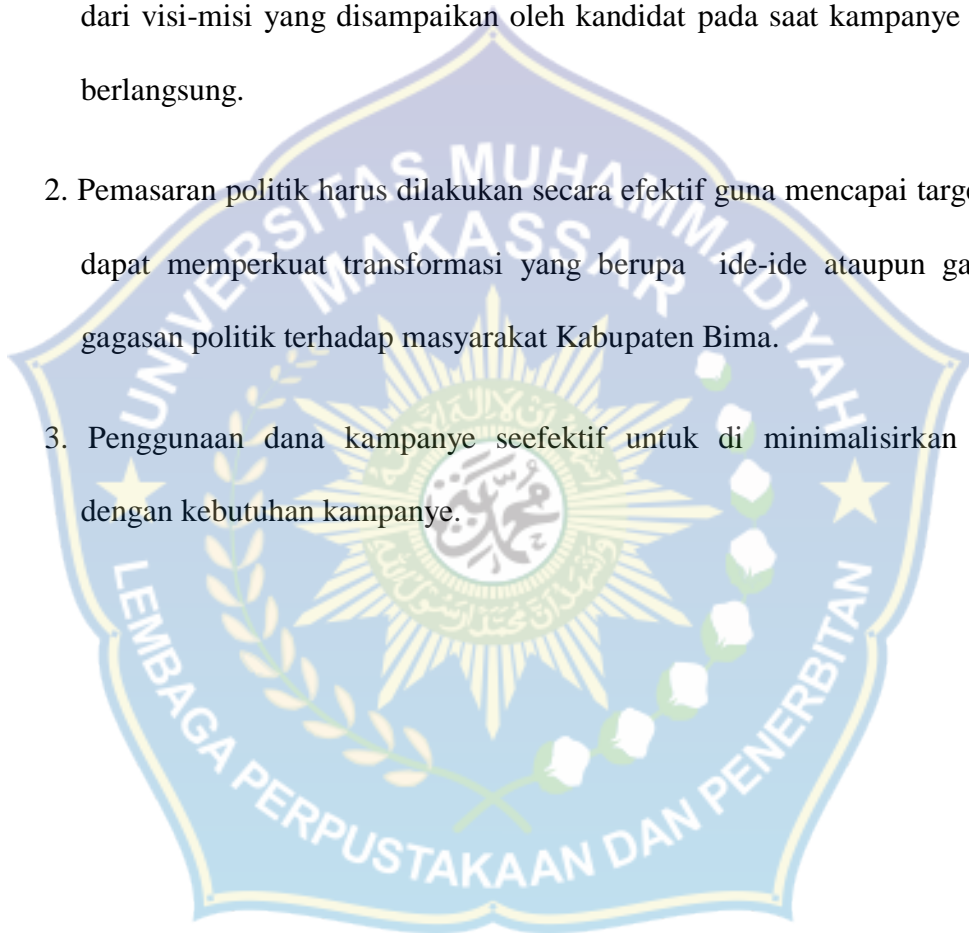 dari visi-misi yang disampaikan oleh kandidat pada saat kampanye
berlangsung.
2. Pemasaran politik harus dilakukan secara efektif guna mencapai
dapat memperkuat transformasi yang berupa ide-ide ataupun
gagasan politik terhadap masyarakat Kabupaten Bima.
3. Penggunaan dana kampanye seefektif untuk di minimalisirkan
dengan kebutuhan kampanye.
UNIVERSITAS MUHAMMADIYAH
MAKASSAR
محمدية
LEMBAGA PERPUSTAKAAN DAN PENERBITAN